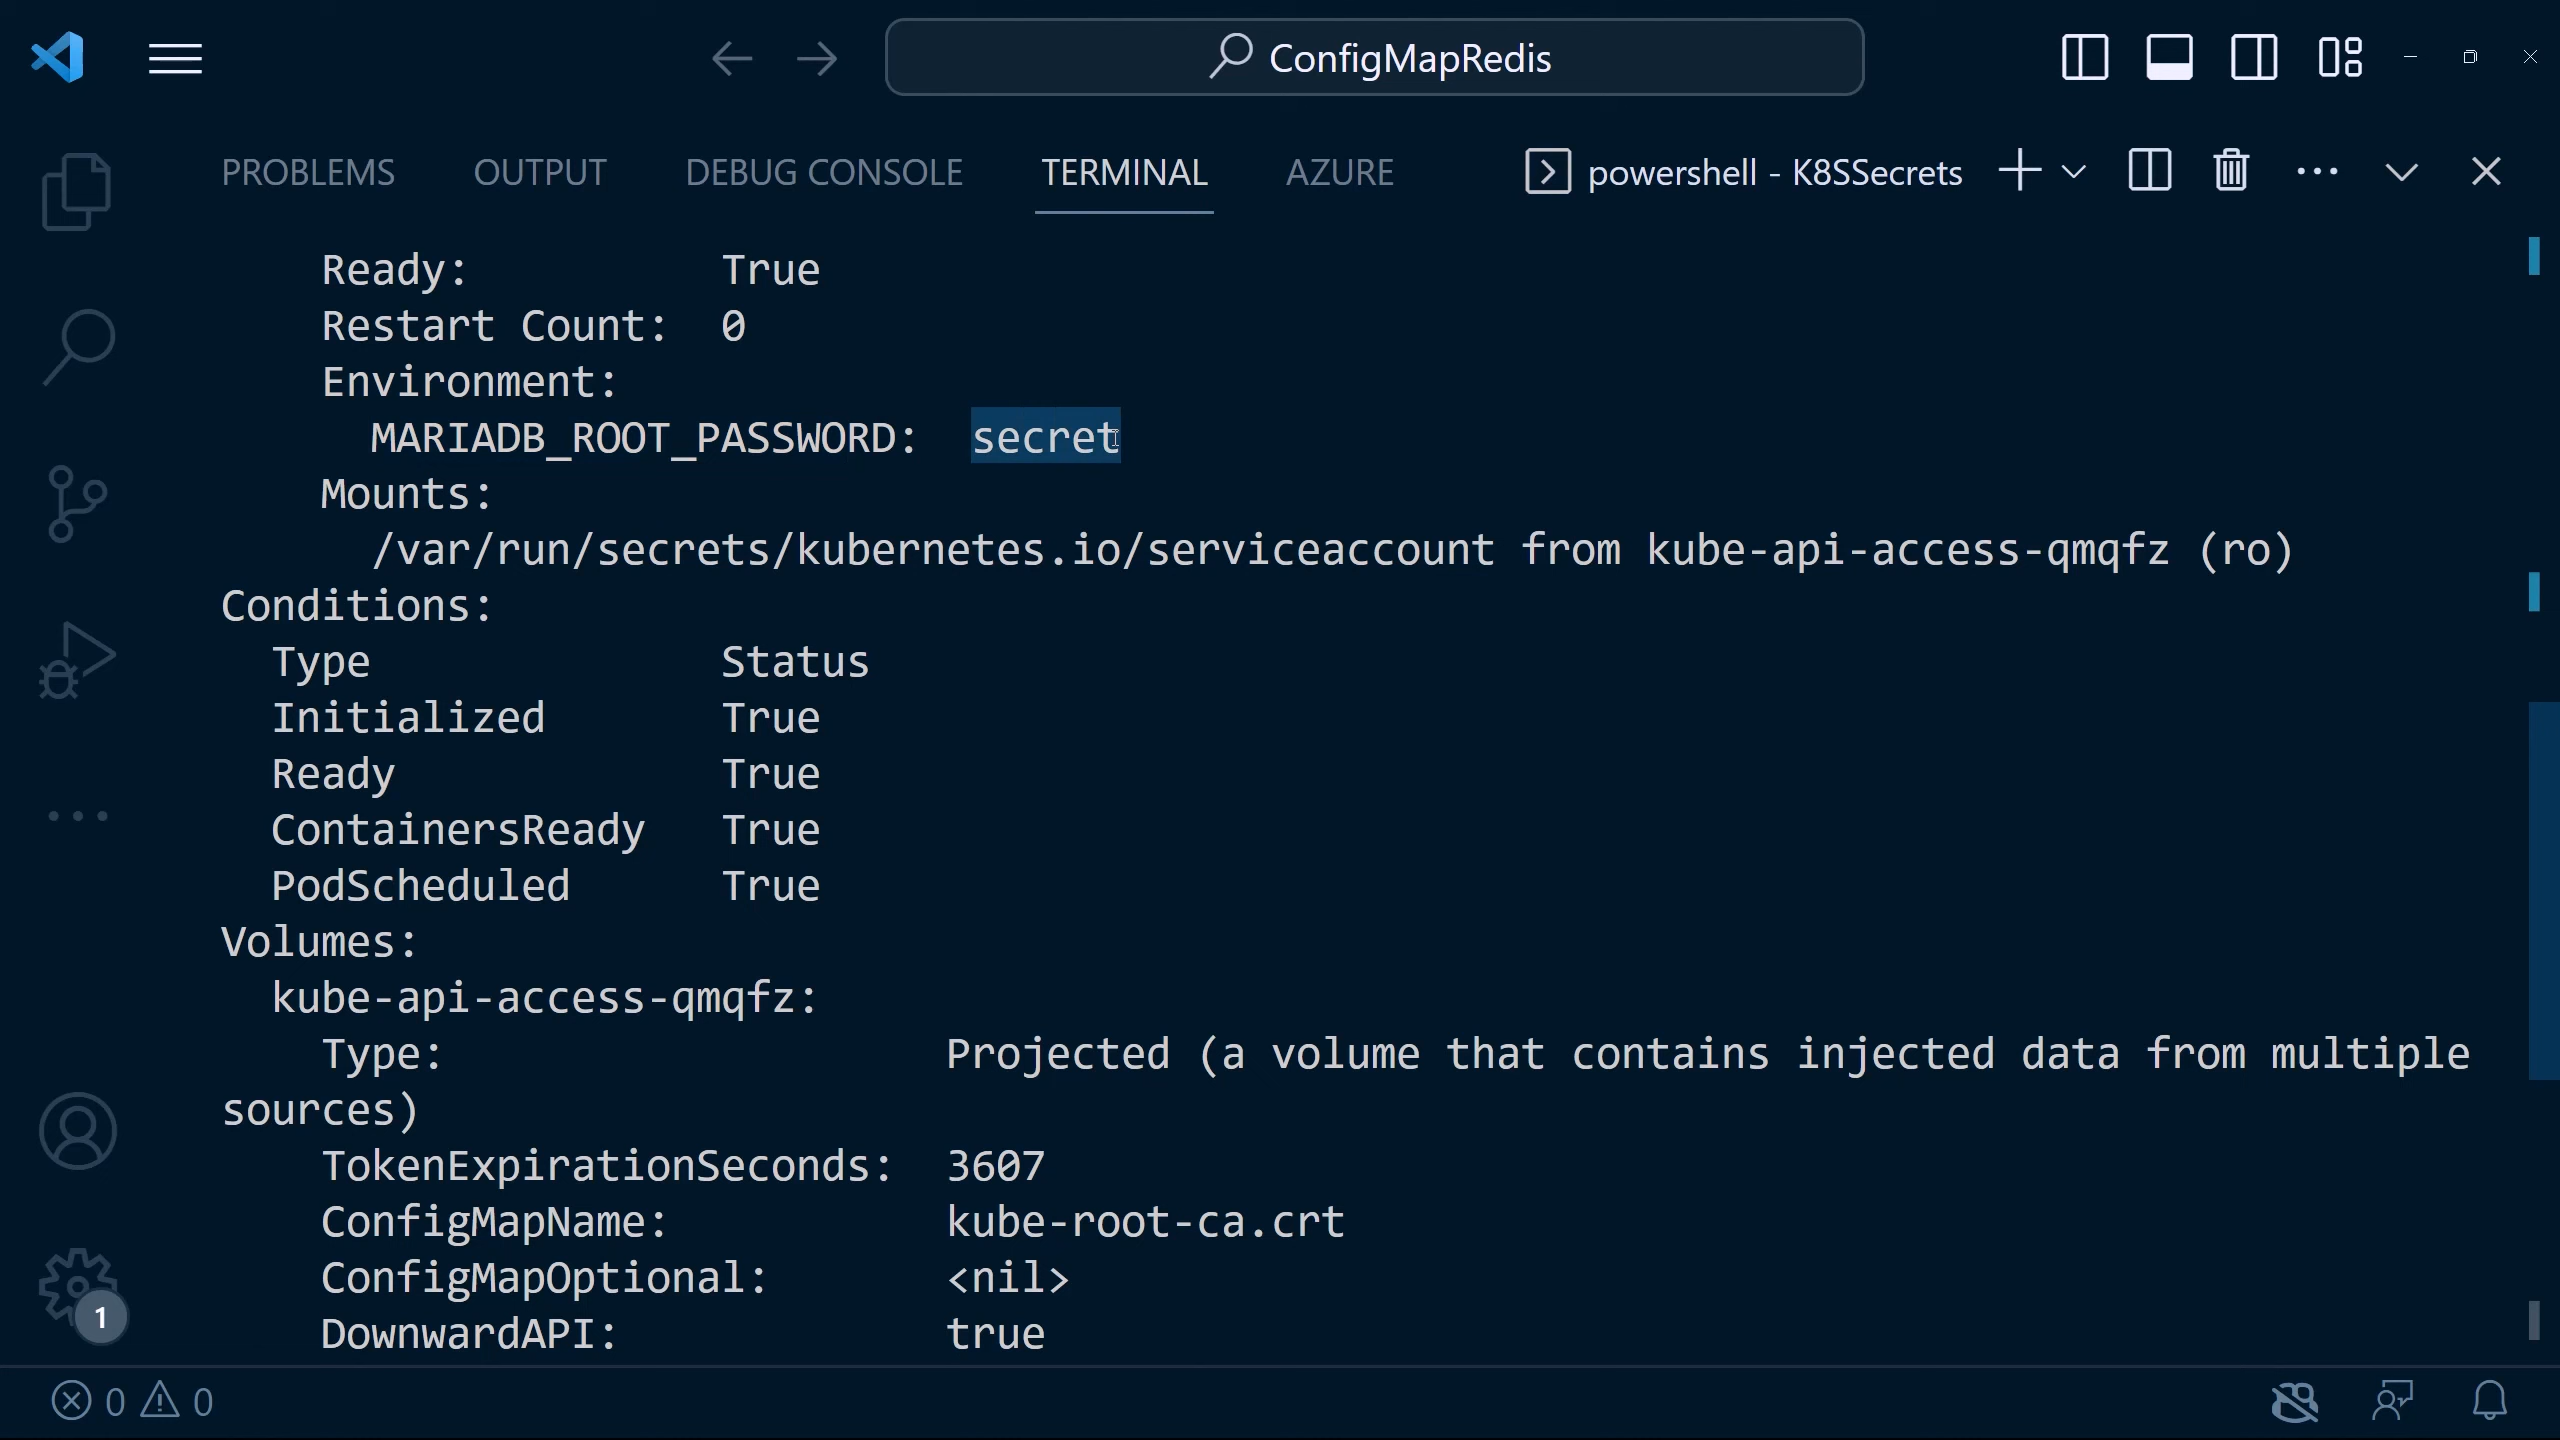 ConfigMapRedis
PROBLEMS OUTPUT DEBUG CONSOLE TERMINAL AZURE powershell - K8SSecrets
Ready: True
Restart Count: 0
Environment:
MARIADB_ROOT_PASSWORD: secret
Mounts:
/var/run/secrets/kubernetes.io/serviceaccount from kube-api-access-qmqfz (ro)
Conditions:
Type Status
Initialized True
Ready True
ContainersReady True
PodScheduled True
Volumes:
kube-api-access-qmqfz:
Type: Projected (a volume that contains injected data from multiple
sources)
TokenExpirationSeconds: 3607
ConfigMapName: kube-root-ca.crt
ConfigMapOptional: <nil>
DownwardAPI: true
1
0 0